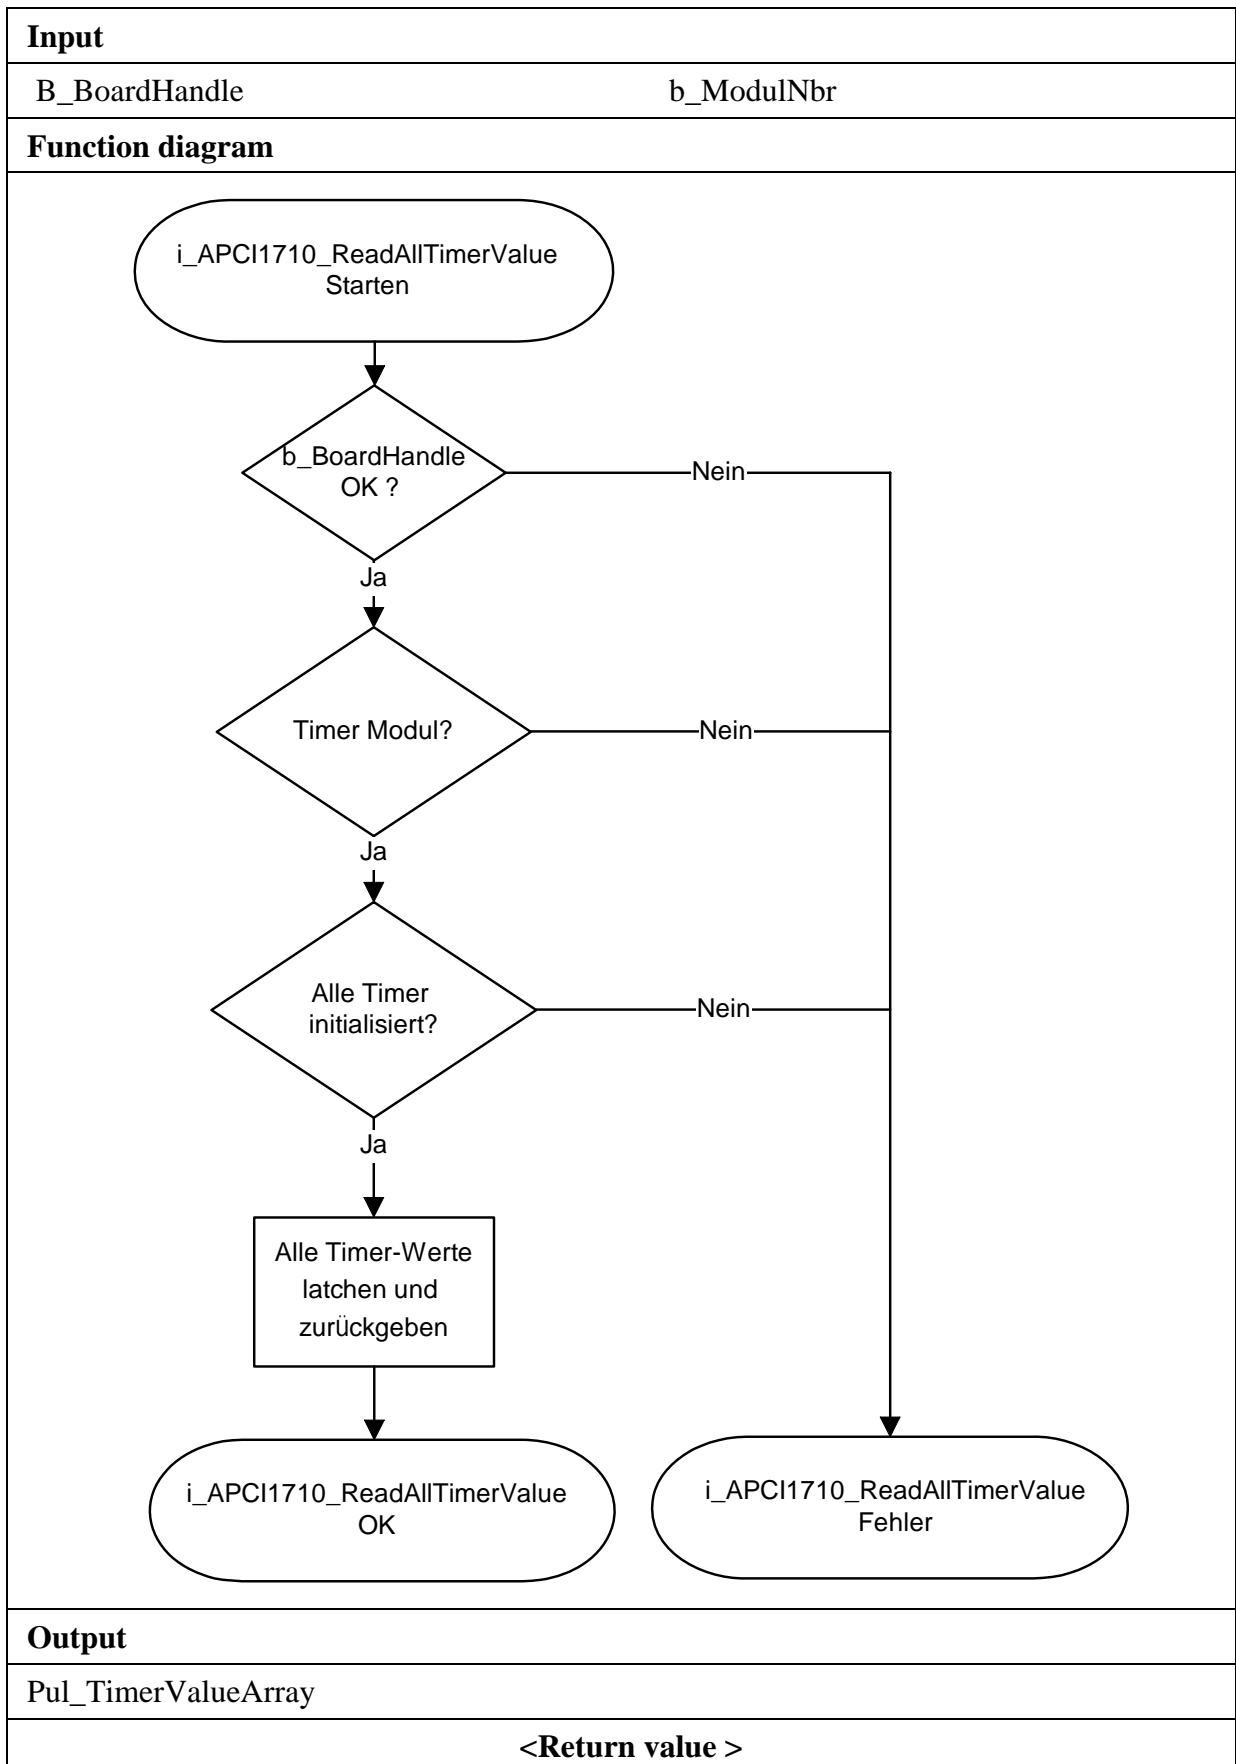 Input
B_BoardHandle b_ModulNbr
Function diagram
i_APCI1710_ReadAllTimerValue
Starten
b_BoardHandle
OK ?
Nein
Ja
Timer Modul?
Nein
Ja
Alle Timer
initialisiert?
Nein
Ja
Alle Timer-Werte
latchen und
zurückgeben
i_APCI1710_ReadAllTimerValue
OK
i_APCI1710_ReadAllTimerValue
Fehler
Output
Pul_TimerValueArray
<Return value >